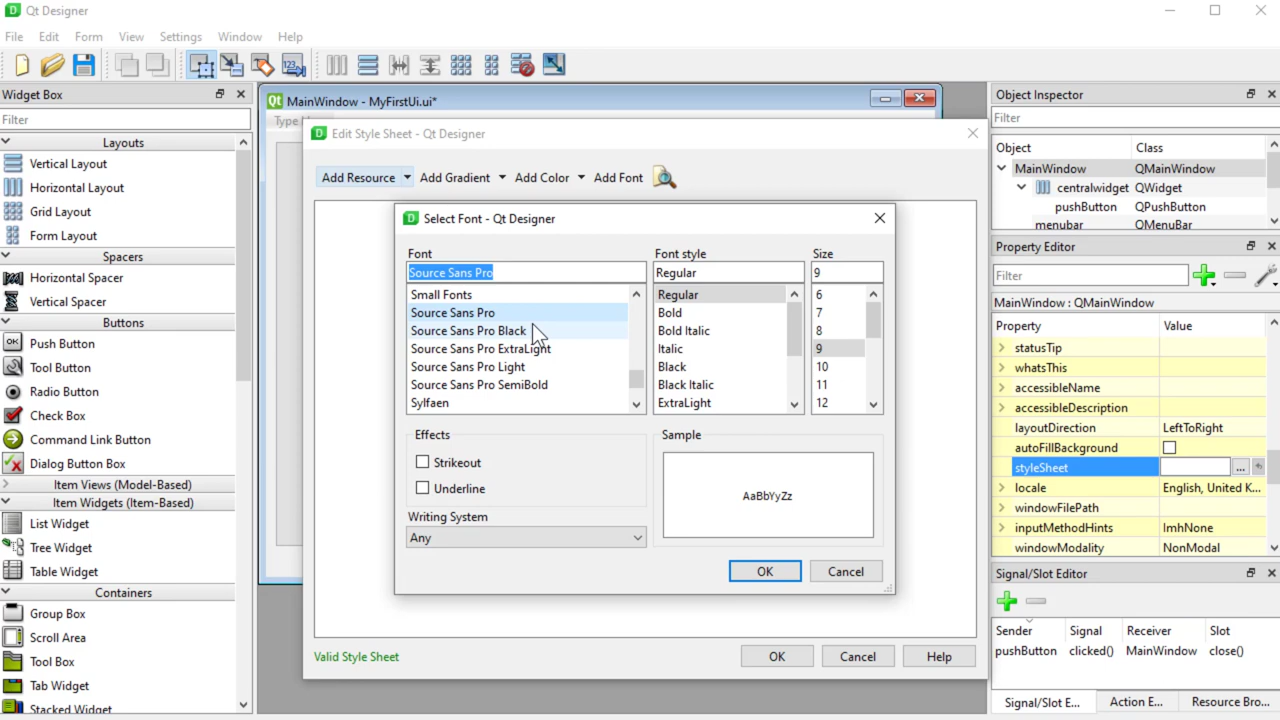 Qt Designer
File Edit Form View Settings Window Help
Widget Box
Filter
Layouts
Vertical Layout
Horizontal Layout
Grid Layout
Form Layout
Spacers
Horizontal Spacer
Vertical Spacer
Buttons
Push Button
Tool Button
Radio Button
Check Box
Command Link Button
Dialog Button Box
Item Views (Model-Based)
Item Widgets (Item-Based)
List Widget
Tree Widget
Table Widget
Containers
Group Box
Scroll Area
Tool Box
Tab Widget
Stacked Widget
MainWindow - MyFirstUi.ui*
Type
Edit Style Sheet - Qt Designer
Add Resource Add Gradient Add Color Add Font
Select Font - Qt Designer
Font
Source Sans Pro
Small Fonts
Source Sans Pro
Source Sans Pro Black
Source Sans Pro ExtraLight
Source Sans Pro Light
Source Sans Pro SemiBold
Sylfaen
Font style
Regular
Regular
Bold
Bold Italic
Italic
Black
Black Italic
ExtraLight
Size
9
6
7
8
9
10
11
12
Effects
Strikeout
Underline
Writing System
Any
Sample
AaBbYyZz
OK Cancel
Valid Style Sheet
OK Cancel Help
Object Inspector
Filter
Object Class
MainWindow QMainWindow
centralwidget QWidget
pushButton QPushButton
menubar QMenuBar
Property Editor
Filter
MainWindow : QMainWindow
Property Value
statusTip
whatsThis
accessibleName
accessibleDescription
layoutDirection LeftToRight
autoFillBackground
styleSheet ...
locale English, United K...
windowFilePath
inputMethodHints ImhNone
windowModality NonModal
Signal/Slot Editor
Sender Signal Receiver Slot
pushButton clicked() MainWindow close()
Signal/Slot E... Action E... Resource Bro...